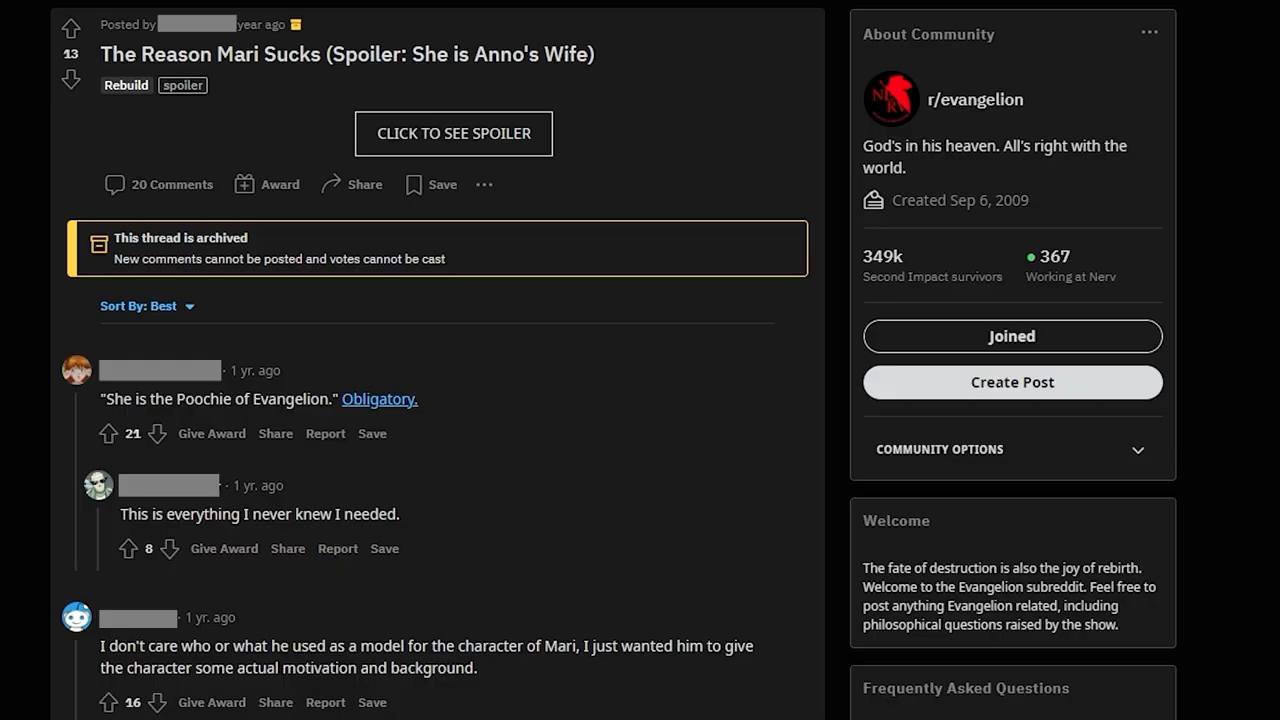 Posted by year ago
13
The Reason Mari Sucks (Spoiler: She is Anno's Wife)
Rebuild spoiler
CLICK TO SEE SPOILER
20 Comments Award Share Save
This thread is archived
New comments cannot be posted and votes cannot be cast
Sort By: Best
· 1 yr. ago
"She is the Poochie of Evangelion." Obligatory.
21 Give Award Share Report Save
· 1 yr. ago
This is everything I never knew I needed.
8 Give Award Share Report Save
· 1 yr. ago
I don't care who or what he used as a model for the character of Mari, I just wanted him to give
the character some actual motivation and background.
16 Give Award Share Report Save
About Community
NERV
r/evangelion
God's in his heaven. All's right with the
world.
Created Sep 6, 2009
349k 367
Second Impact survivors Working at Nerv
Joined
Create Post
COMMUNITY OPTIONS
Welcome
The fate of destruction is also the joy of rebirth.
Welcome to the Evangelion subreddit. Feel free to
post anything Evangelion related, including
philosophical questions raised by the show.
Frequently Asked Questions